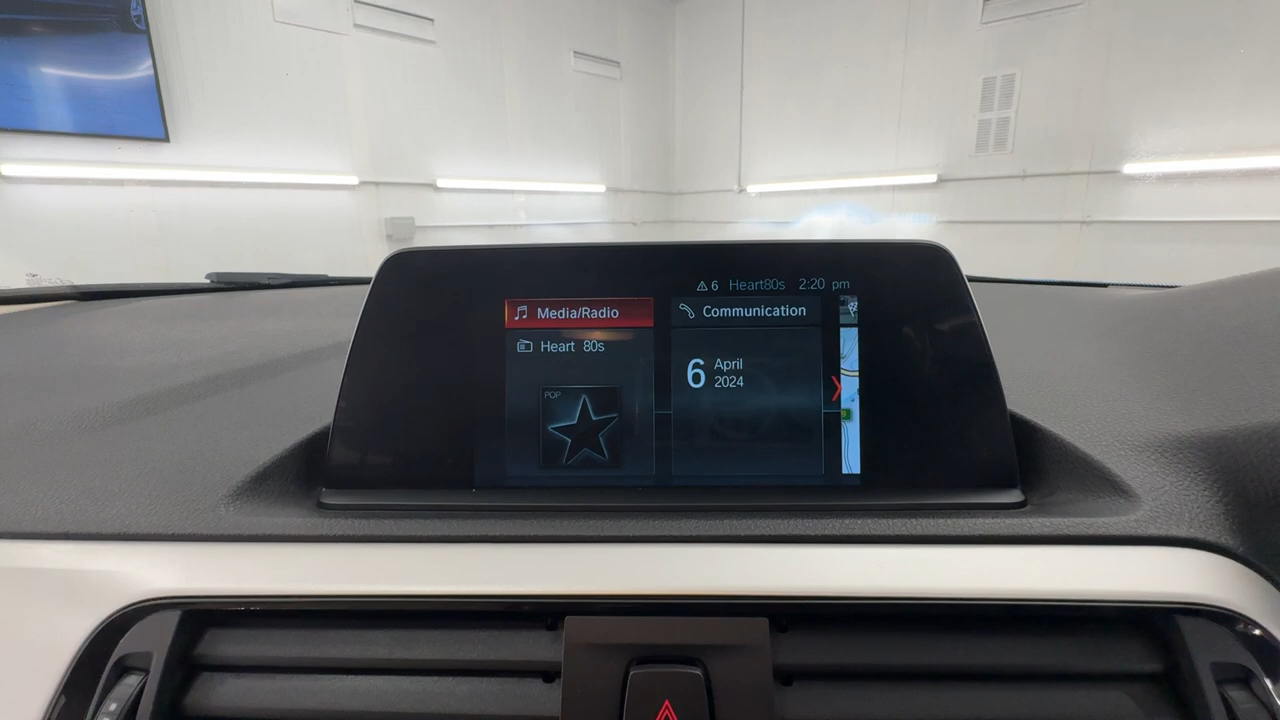 6 Heart80s 2:20 pm
Media/Radio
Communication
Heart 80s
POP
6 April
2024